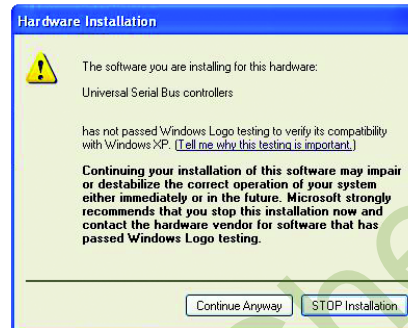 Hardware Installation
The software you are installing for this hardware:
Universal Serial Bus controllers
has not passed Windows Logo testing to verify its compatibility
with Windows XP. (Tell me why this testing is important.)
Continuing your installation of this software may impair
or destabilize the correct operation of your system
either immediately or in the future. Microsoft strongly
recommends that you stop this installation now and
contact the hardware vendor for software that has
passed Windows Logo testing.
Continue Anyway STOP Installation